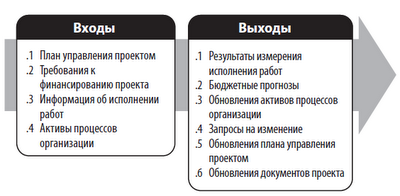 Входы
.1 План управления проектом
.2 Требования к
финансированию проекта
.3 Информация об исполнении
работ
.4 Активы процессов
организации
Выходы
.1 Результаты измерения
исполнения работ
.2 Бюджетные прогнозы
.3 Обновления активов процессов
организации
.4 Запросы на изменение
.5 Обновления плана управления
проектом
.6 Обновления документов проекта